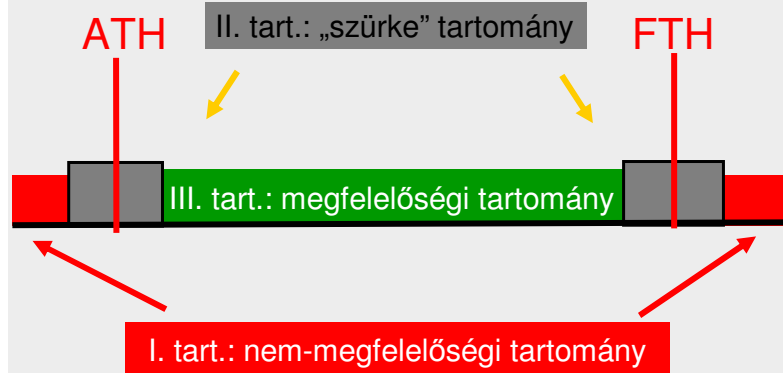 ATH
II. tart.: „szürke” tartomány
FTH
III. tart.: megfelelőségi tartomány
I. tart.: nem-megfelelőségi tartomány